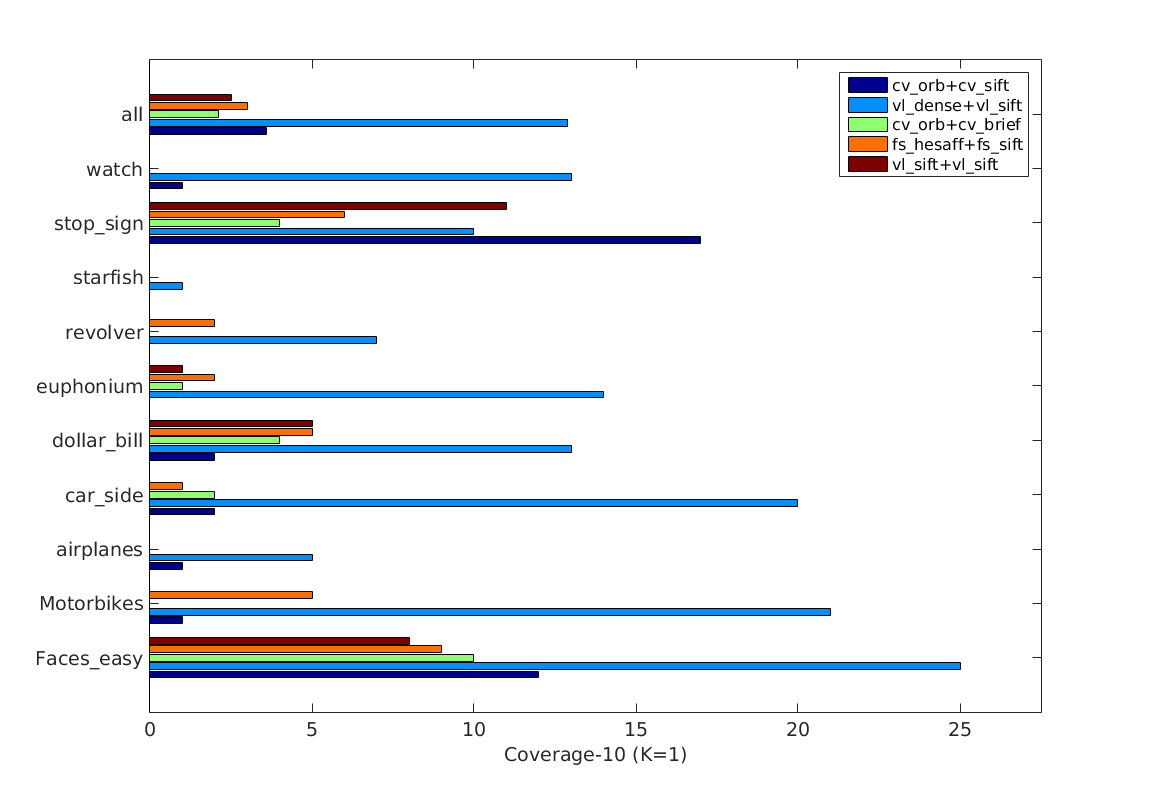 cv_orb+cv_sift
vl_dense+vl_sift
cv_orb+cv_brief
fs_hesaff+fs_sift
vl_sift+vl_sift
all
watch
stop_sign
starfish
revolver
euphonium
dollar_bill
car_side
airplanes
Motorbikes
Faces_easy
0 5 10 15 20 25
Coverage-10 (K=1)